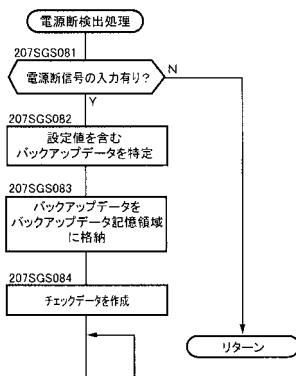 電源断検出処理
207SGS081
電源断信号の入力有り?
N
Y
207SGS082
設定値を含む
バックアップデータを特定
207SGS083
バックアップデータを
バックアップデータ記憶領域
に格納
207SGS084
チェックデータを作成
リターン